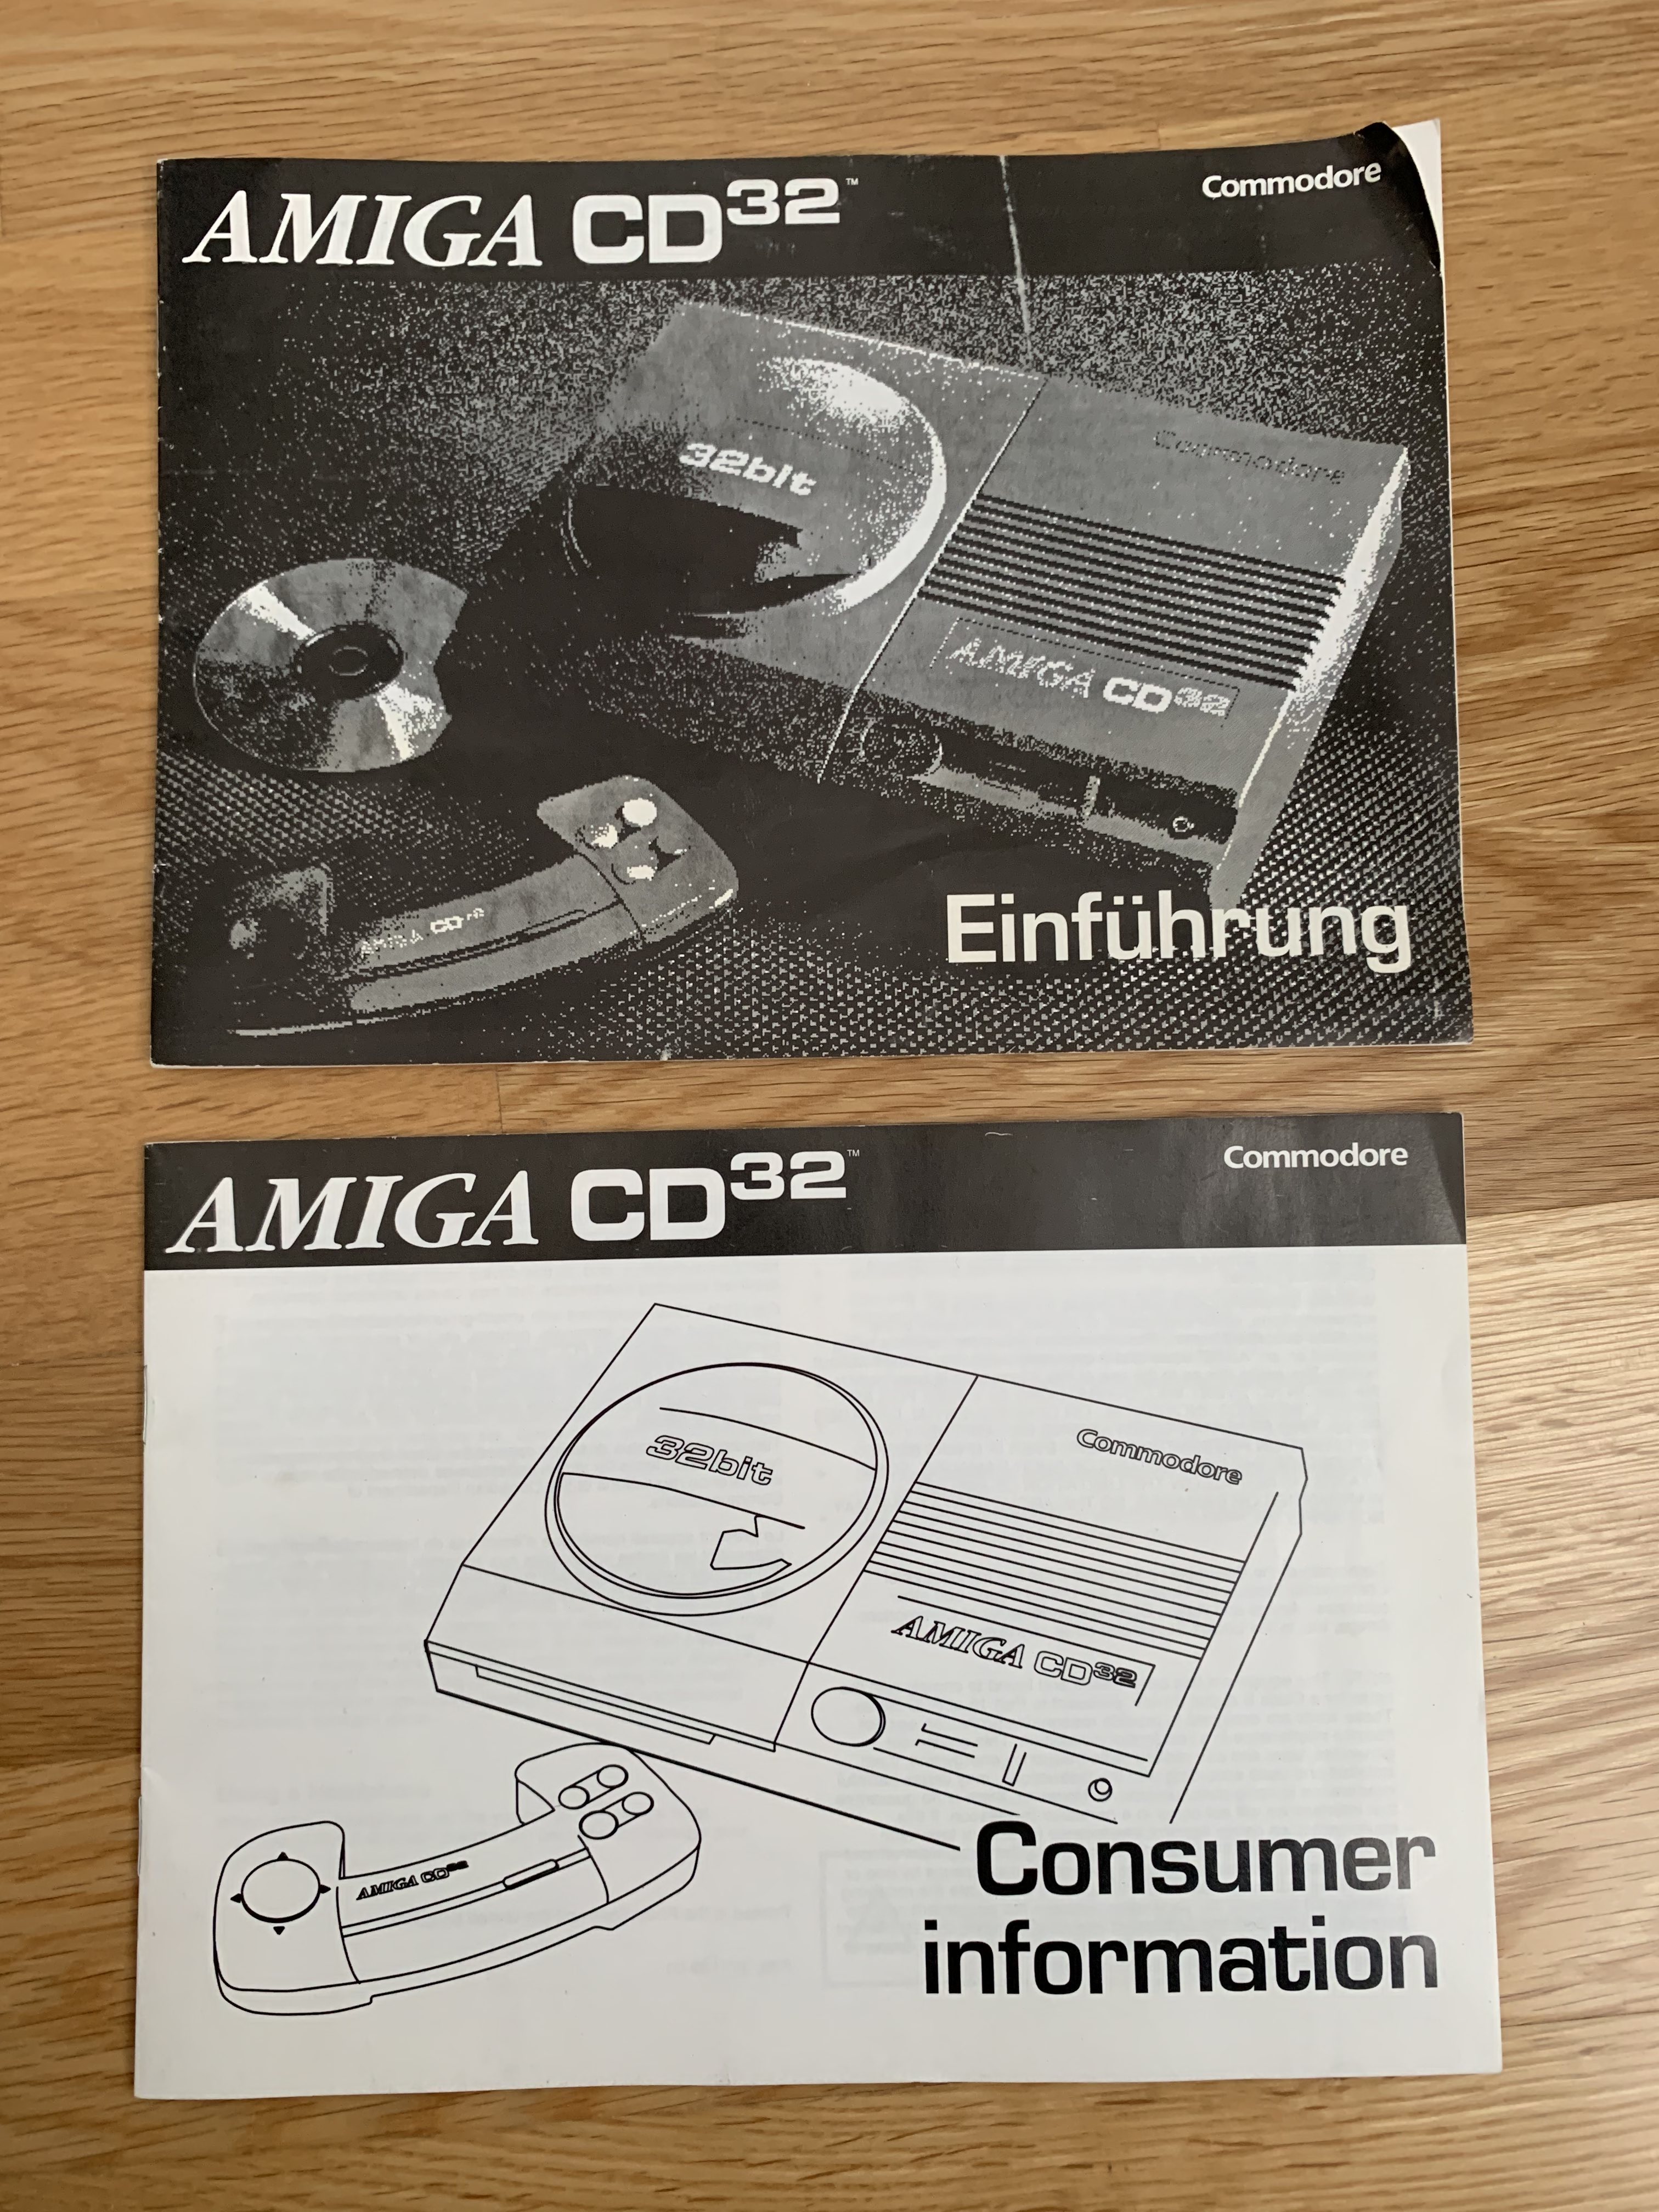 AMIGA CD32™
Commodore
32bit
Commodore
AMIGA CD32
AMIGA CD32
Einführung
AMIGA CD32™
Commodore
32bit
Commodore
AMIGA CD32
AMIGA CD32
Consumer
information